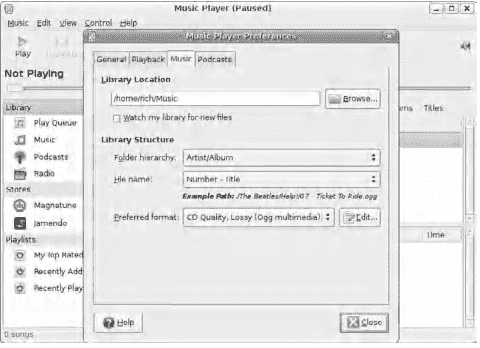 Music Player (Paused)
Music Edit View Control Help
Play
Not Playing
Library
Play Queue
Music
Podcasts
Radio
Stores
Magnatune
Jamendo
Playlists
My Top Rated
Recently Add
Recently Play
0 songs
Titles
Time
Music Player Preferences
General Playback Music Podcasts
Library Location
/home/rich/Music
Browse...
Watch my library for new files
Library Structure
Folder hierarchy: Artist/Album
File name: Number - Title
Example Path: /The Beatles/Help!/07 Ticket To Ride.ogg
Preferred format: CD Quality, Lossy (Ogg multimedia) Edit...
Help Close